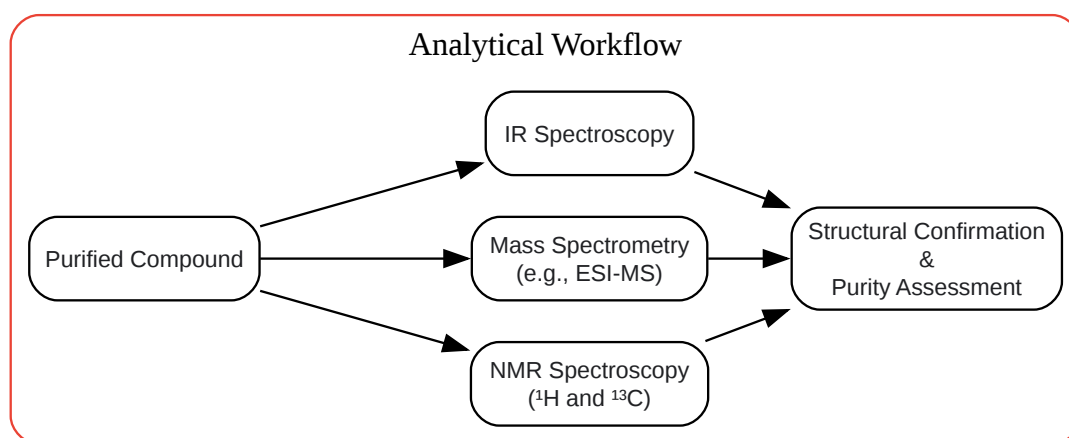 Analytical Workflow
IR Spectroscopy
Purified Compound
Mass Spectrometry
(e.g., ESI-MS)
NMR Spectroscopy
(¹H and ¹³C)
Structural Confirmation
&
Purity Assessment